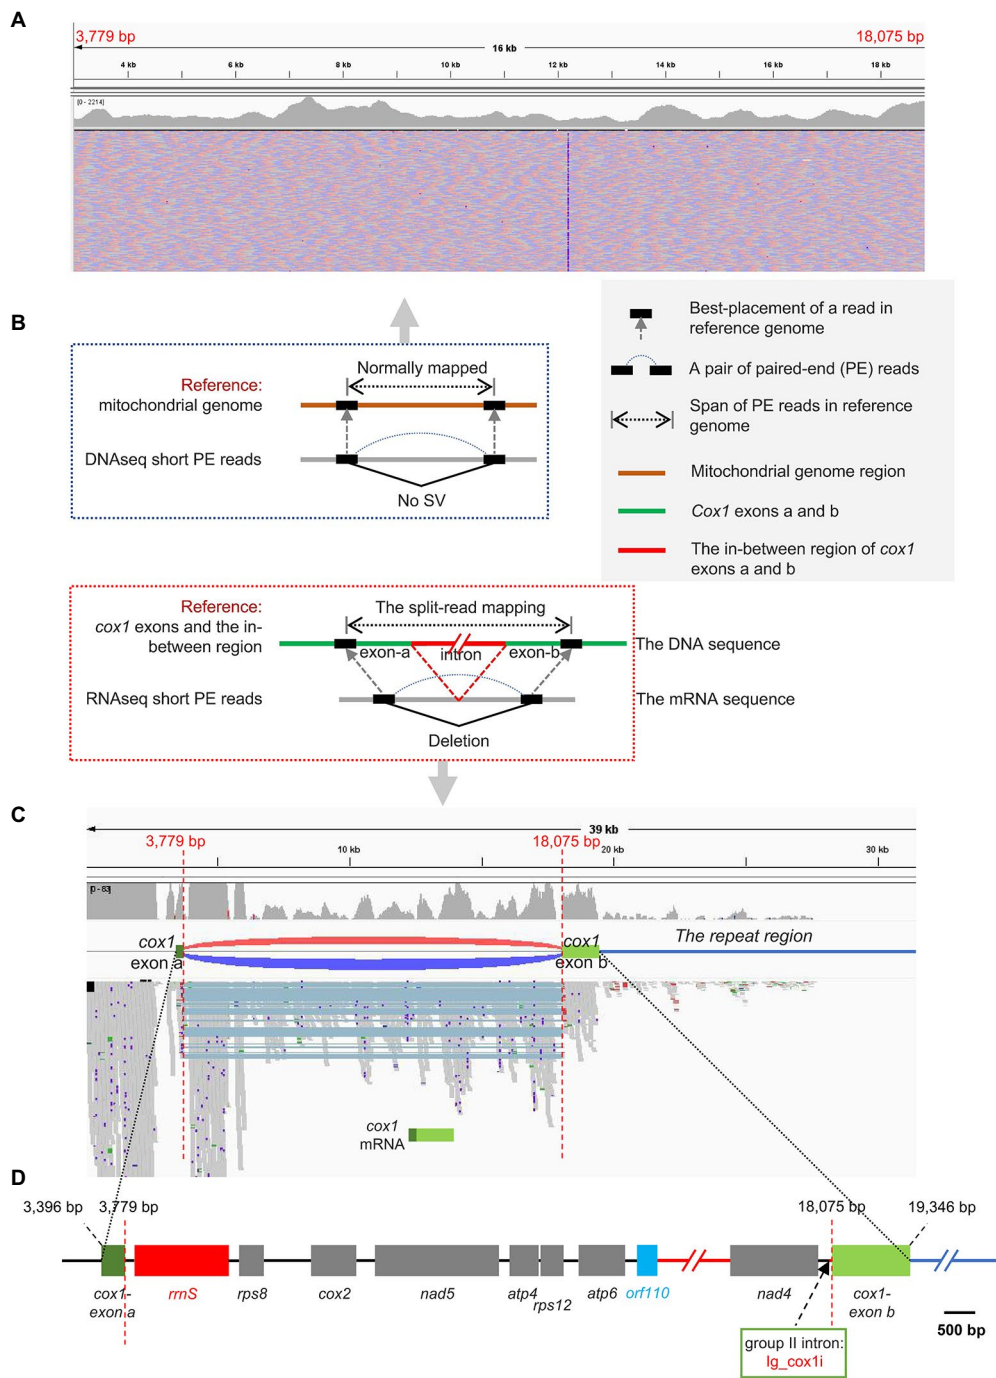 A
3,779 bp
18,075 bp
16 kb
4 kb 6 kb 8 kb 10 kb 12 kb 14 kb 16 kb 18 kb
[0 - 2214]
B
Normally mapped
Reference:
mitochondrial genome
DNAseq short PE reads
No SV
Best-placement of a read in
reference genome
A pair of paired-end (PE) reads
Span of PE reads in reference
genome
Mitochondrial genome region
Cox1 exons a and b
The in-between region of cox1
exons a and b
Reference:
cox1 exons and the in-
between region
The split-read mapping
exon-a
intron
exon-b
The DNA sequence
RNAseq short PE reads
The mRNA sequence
Deletion
C
39 kb
3,779 bp
18,075 bp
10 kb 20 kb 30 kb
[0 - 83]
cox1
exon a
cox1
exon b
The repeat region
cox1
mRNA
D
3,396 bp
3,779 bp
18,075 bp
19,346 bp
cox1-
exon a
rrnS
rps8
cox2
nad5
atp4
rps12
atp6
orf110
nad4
cox1-
exon b
500 bp
group II intron:
lg_cox1i